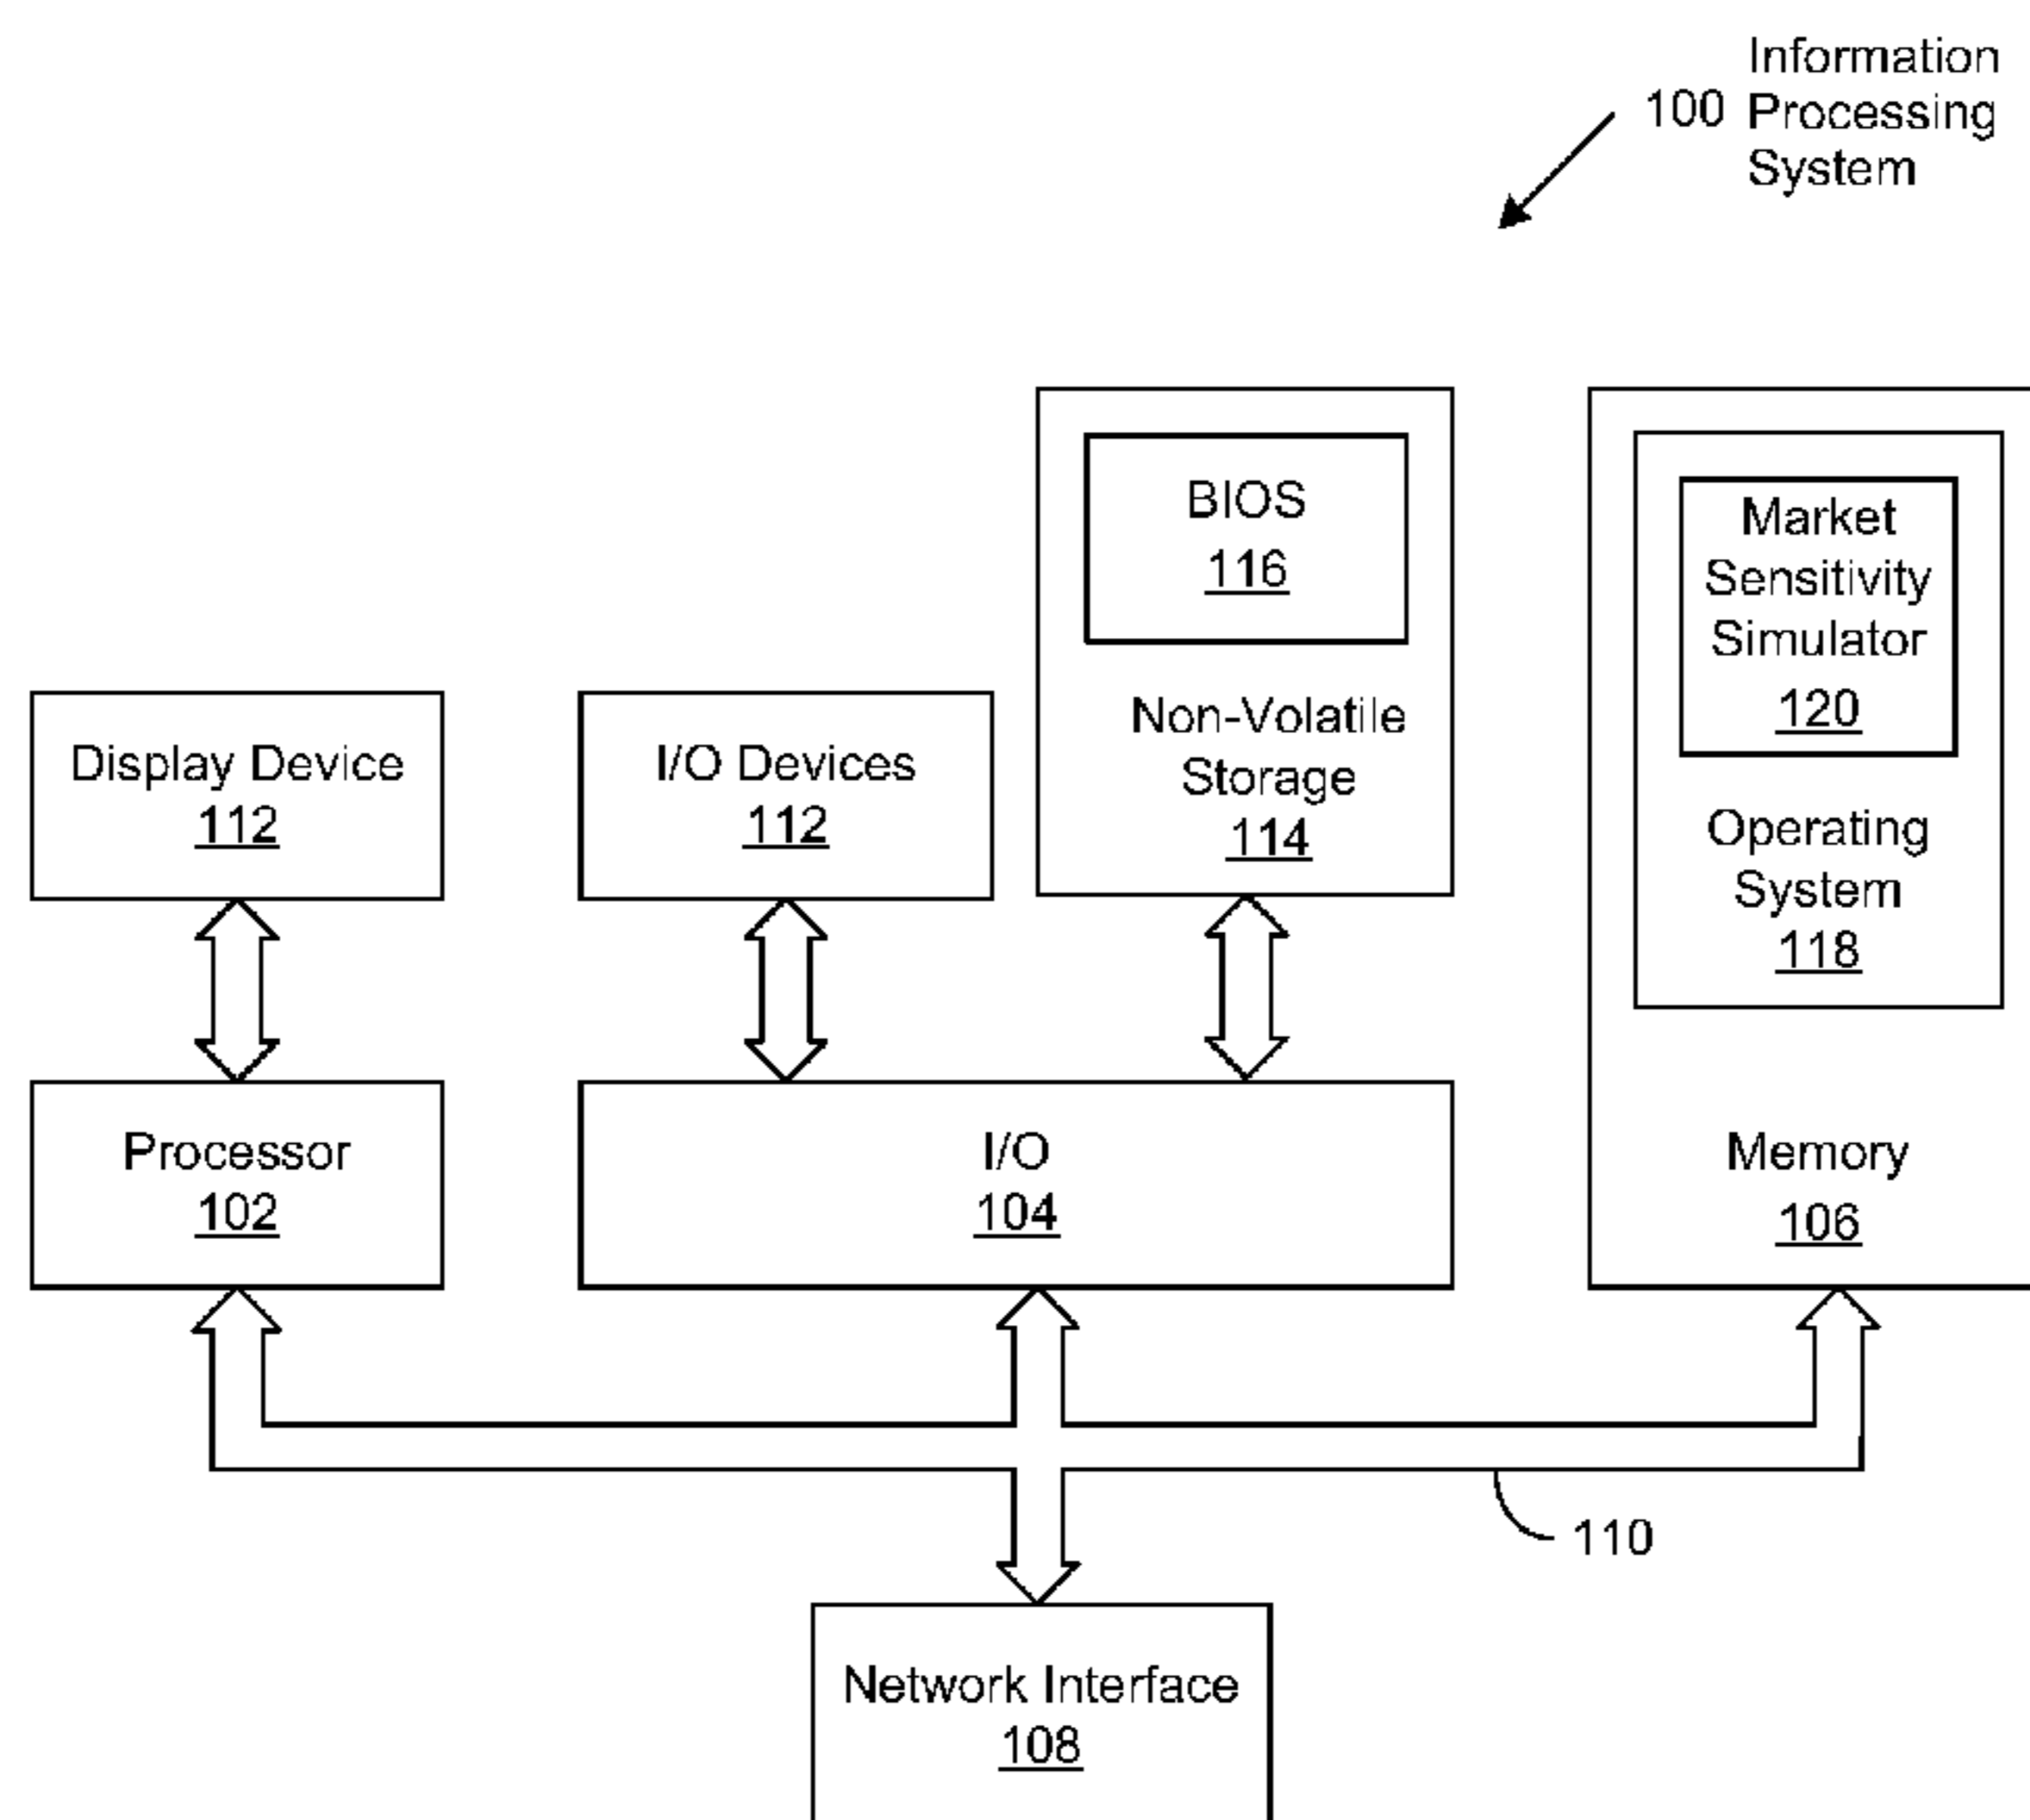 Information
100 Processing
System
BIOS
116
Non-Volatile
Storage
114
Market
Sensitivity
Simulator
120
Operating
System
118
Display Device
112
I/O Devices
112
Processor
102
I/O
104
Memory
106
110
Network Interface
108